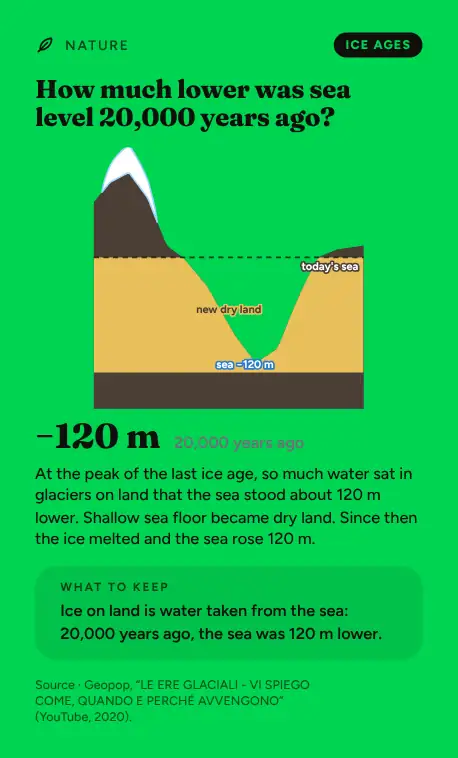 NATURE
ICE AGES
How much lower was sea
level 20,000 years ago?
today's sea
new dry land
sea −120 m
−120 m 20,000 years ago
At the peak of the last ice age, so much water sat in
glaciers on land that the sea stood about 120 m
lower. Shallow sea floor became dry land. Since then
the ice melted and the sea rose 120 m.
WHAT TO KEEP
Ice on land is water taken from the sea:
20,000 years ago, the sea was 120 m lower.
Source · Geopop, “LE ERE GLACIALI - VI SPIEGO
COME, QUANDO E PERCHÉ AVVENGONO”
(YouTube, 2020).